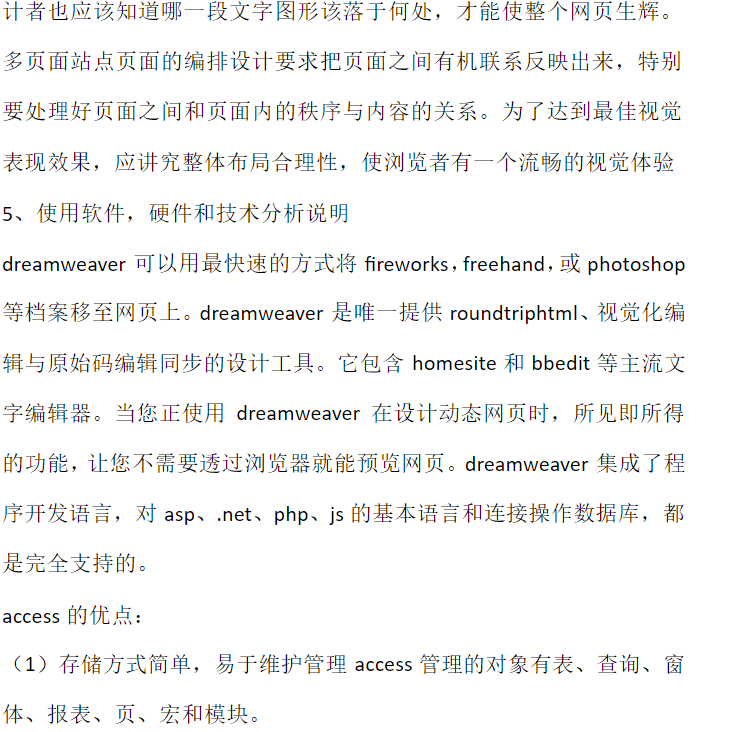 计者也应该知道哪一段文字图形该落于何处，才能使整个网页生辉。
多页面站点页面的编排设计要求把页面之间有机联系反映出来，特别
要处理好页面之间和页面内的秩序与内容的关系。为了达到最佳视觉
表现效果，应讲究整体布局合理性，使浏览者有一个流畅的视觉体验
5、使用软件，硬件和技术分析说明
dreamweaver 可以用最快速的方式将 fireworks，freehand，或 photoshop
等档案移至网页上。dreamweaver 是唯一提供 roundtriphtml、视觉化编
辑与原始码编辑同步的设计工具。它包含 homesite 和 bbedit 等主流文
字编辑器。当您正使用 dreamweaver 在设计动态网页时，所见即所得
的功能，让您不需要透过浏览器就能预览网页。dreamweaver 集成了程
序开发语言，对 asp、.net、php、js 的基本语言和连接操作数据库，都
是完全支持的。
access 的优点：
（1）存储方式简单，易于维护管理 access 管理的对象有表、查询、窗
体、报表、页、宏和模块。